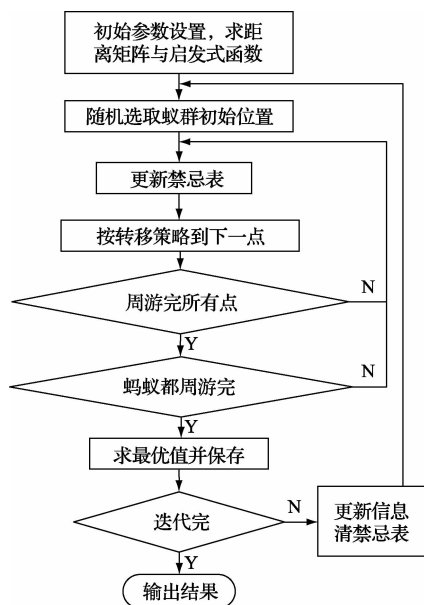 初始参数设置，求距
离矩阵与启发式函数
随机选取蚁群初始位置
更新禁忌表
按转移策略到下一点
周游完所有点
N
Y
蚂蚁都周游完
N
Y
求最优值并保存
迭代完
N
更新信息
清禁忌表
Y
输出结果